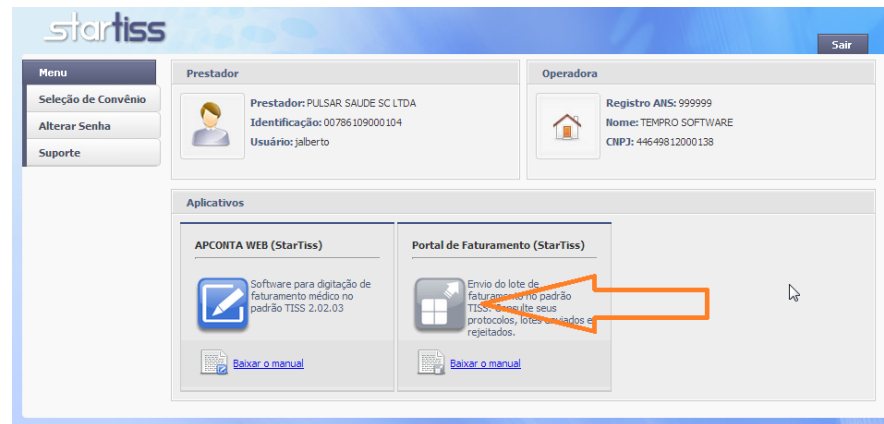 startiss
Sair
Menu
Seleção de Convênio
Alterar Senha
Suporte
Prestador
Prestador: PULSAR SAUDE SC LTDA
Identificação: 00786109000104
Usuário: jalberto
Operadora
Registro ANS: 999999
Nome: TEMPRO SOFTWARE
CNPJ: 44649812000138
Aplicativos
APCONTA WEB (StarTiss)
Software para digitação de
faturamento médico no
padrão TISS 2.02.03
Baixar o manual
Portal de Faturamento (StarTiss)
Envio do lote de
faturamento no padrão
TISS. Consulte seus
protocolos, lotes enviados e
rejeitados.
Baixar o manual